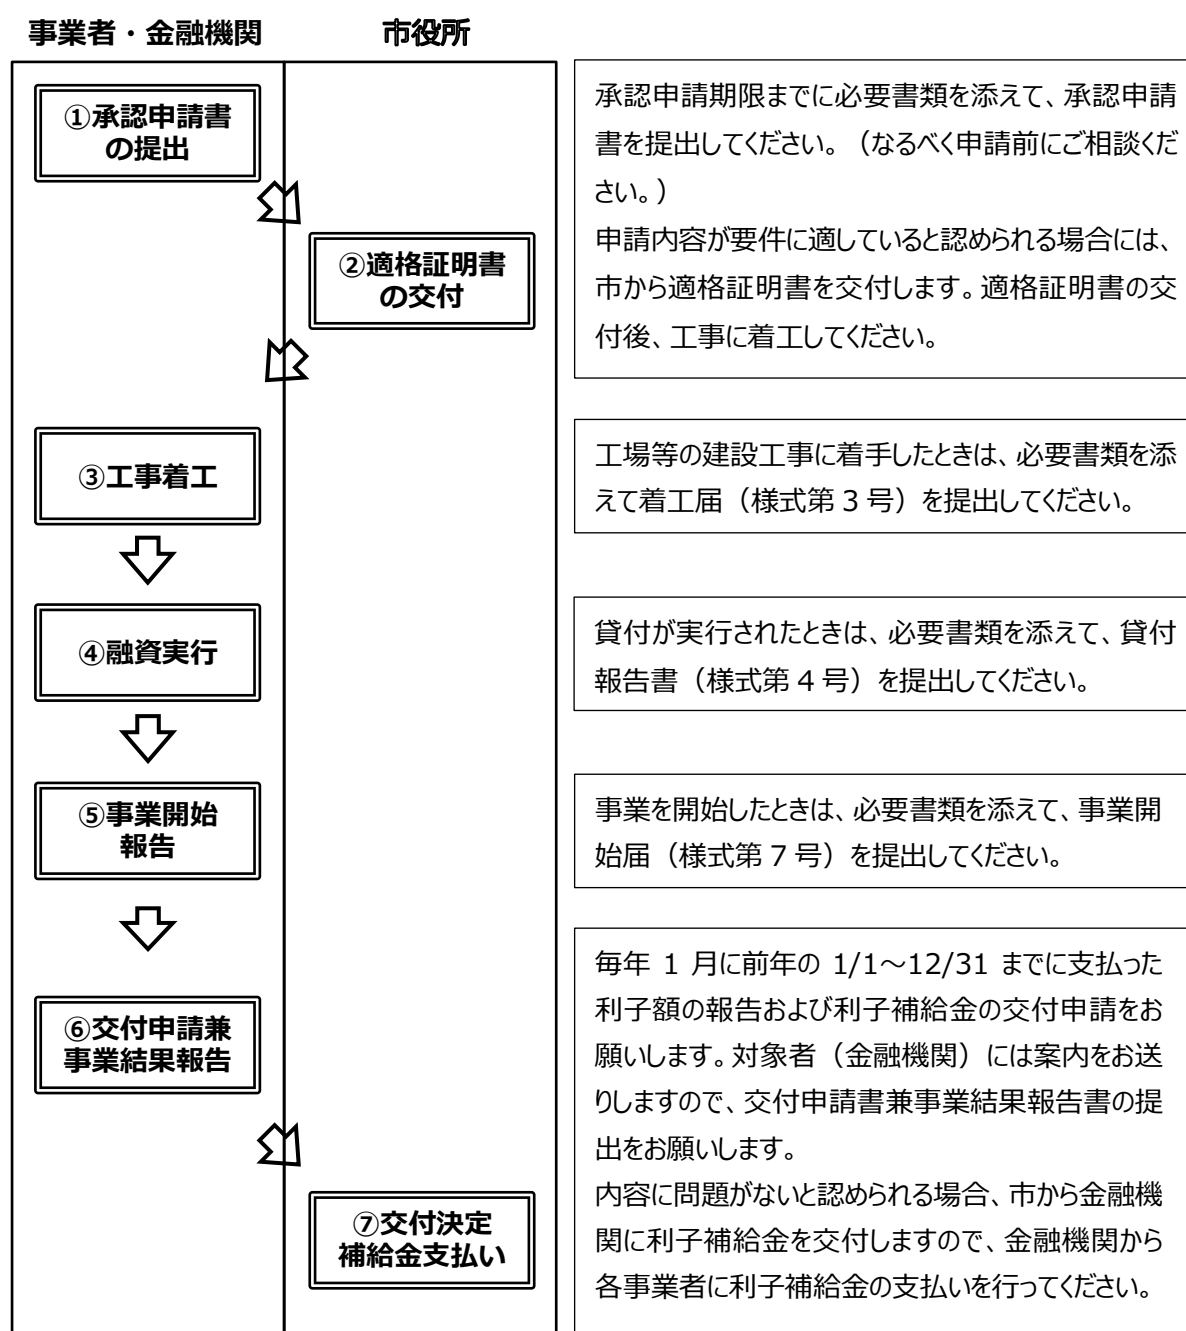 事業者・金融機関
市役所
①承認申請書
の提出
承認申請期限までに必要書類を添えて、承認申請
書を提出してください。（なるべく申請前にご相談くだ
さい。）
申請内容が要件に適していると認められる場合には、
市から適格証明書を交付します。適格証明書の交
付後、工事に着工してください。
②適格証明書
の交付
③工事着工
工場等の建設工事に着手したときは、必要書類を添
えて着工届（様式第 3 号）を提出してください。
④融資実行
貸付が実行されたときは、必要書類を添えて、貸付
報告書（様式第 4 号）を提出してください。
⑤事業開始
報告
事業を開始したときは、必要書類を添えて、事業開
始届（様式第 7 号）を提出してください。
⑥交付申請兼
事業結果報告
毎年 1 月に前年の 1/1～12/31 までに支払った
利子額の報告および利子補給金の交付申請をお
願いします。対象者（金融機関）には案内をお送
りしますので、交付申請書兼事業結果報告書の提
出をお願いします。
内容に問題がないと認められる場合、市から金融機
関に利子補給金を交付しますので、金融機関から
各事業者に利子補給金の支払いを行ってください。
⑦交付決定
補給金支払い